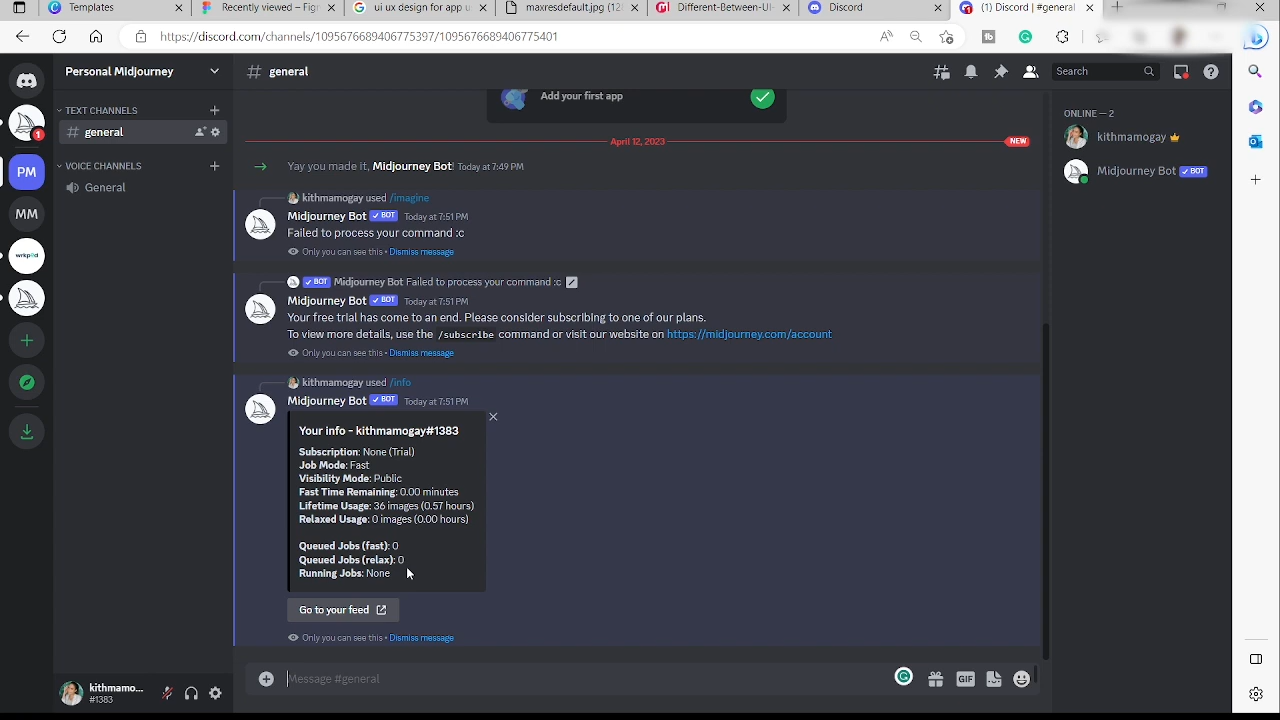 Templates
Recently viewed – Fig
ui ux design for app u
maxresdefault.jpg (12
Different-Between-U
Discord
(1) Discord | #general
https://discord.com/channels/1095676689406775397/1095676689406775401
Personal Midjourney
general
Search
TEXT CHANNELS
general
VOICE CHANNELS
General
PM
MM
wrkpod
1
Add your first app
April 12, 2023
NEW
Yay you made it, Midjourney Bot! Today at 7:49 PM
kithmamogay used /imagine
Midjourney Bot ✓ BOT Today at 7:51 PM
Failed to process your command :c
Only you can see this • Dismiss message
✓ BOT Midjourney Bot Failed to process your command :c
Midjourney Bot ✓ BOT Today at 7:51 PM
Your free trial has come to an end. Please consider subscribing to one of our plans.
To view more details, use the /subscribe command or visit our website on https://midjourney.com/account
Only you can see this • Dismiss message
kithmamogay used /info
Midjourney Bot ✓ BOT Today at 7:51 PM
Your info - kithmamogay#1383
Subscription: None (Trial)
Job Mode: Fast
Visibility Mode: Public
Fast Time Remaining: 0.00 minutes
Lifetime Usage: 36 images (0.57 hours)
Relaxed Usage: 0 images (0.00 hours)
Queued Jobs (fast): 0
Queued Jobs (relax): 0
Running Jobs: None
Go to your feed
Only you can see this • Dismiss message
Message #general
GIF
kithmamo...
#1383
ONLINE — 2
kithmamogay
Midjourney Bot ✓ BOT